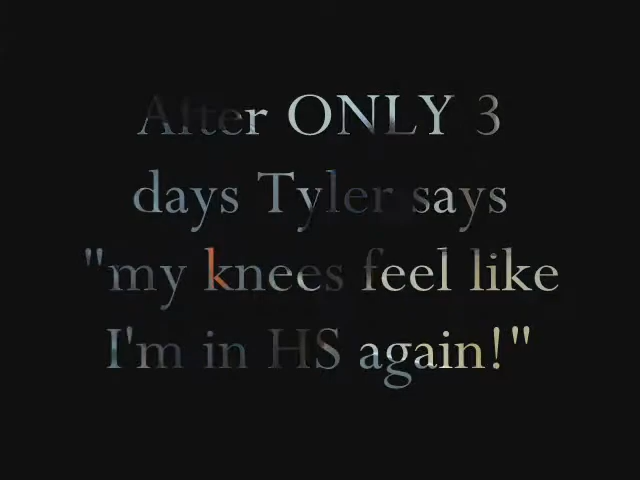 After ONLY 3
days Tyler says
"my knees feel like
I'm in HS again!"